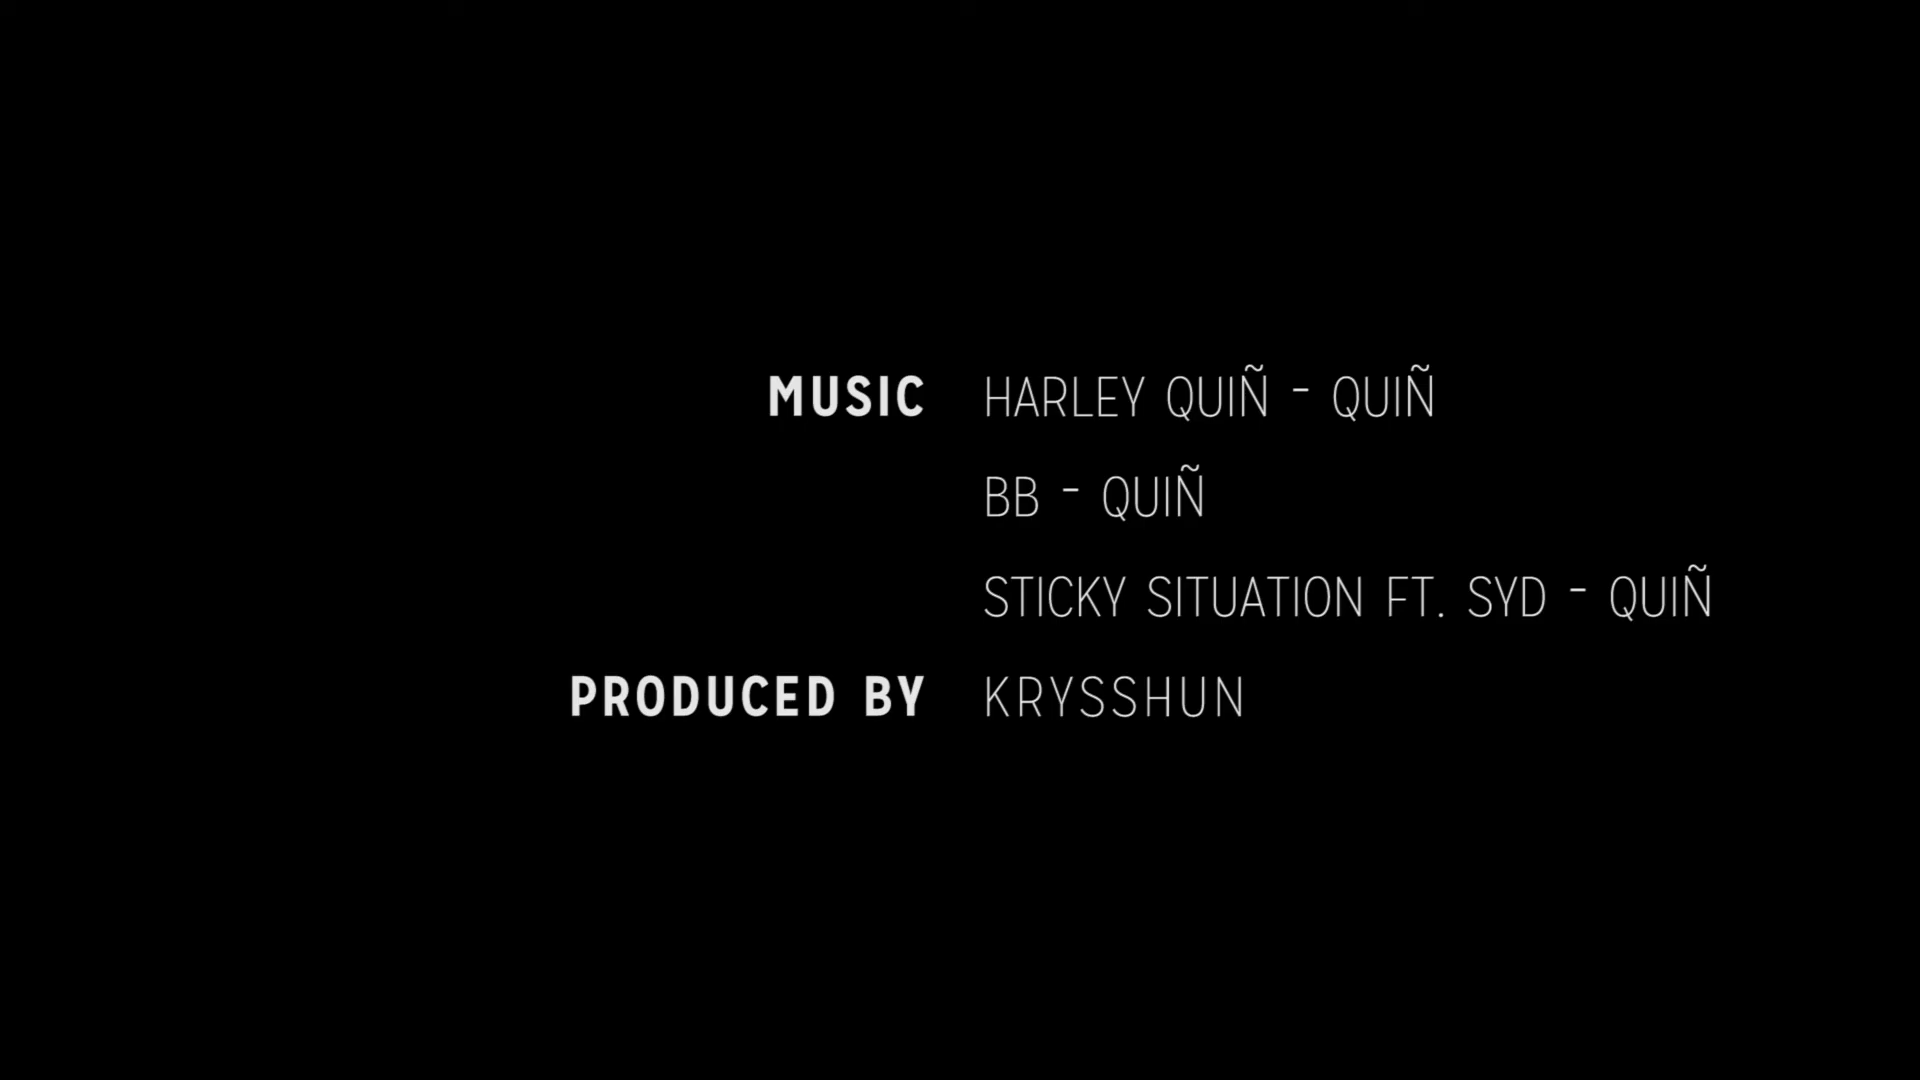 MUSIC HARLEY QUIÑ - QUIÑ
BB - QUIÑ
STICKY SITUATION FT. SYD - QUIÑ
PRODUCED BY KRYSSHUN